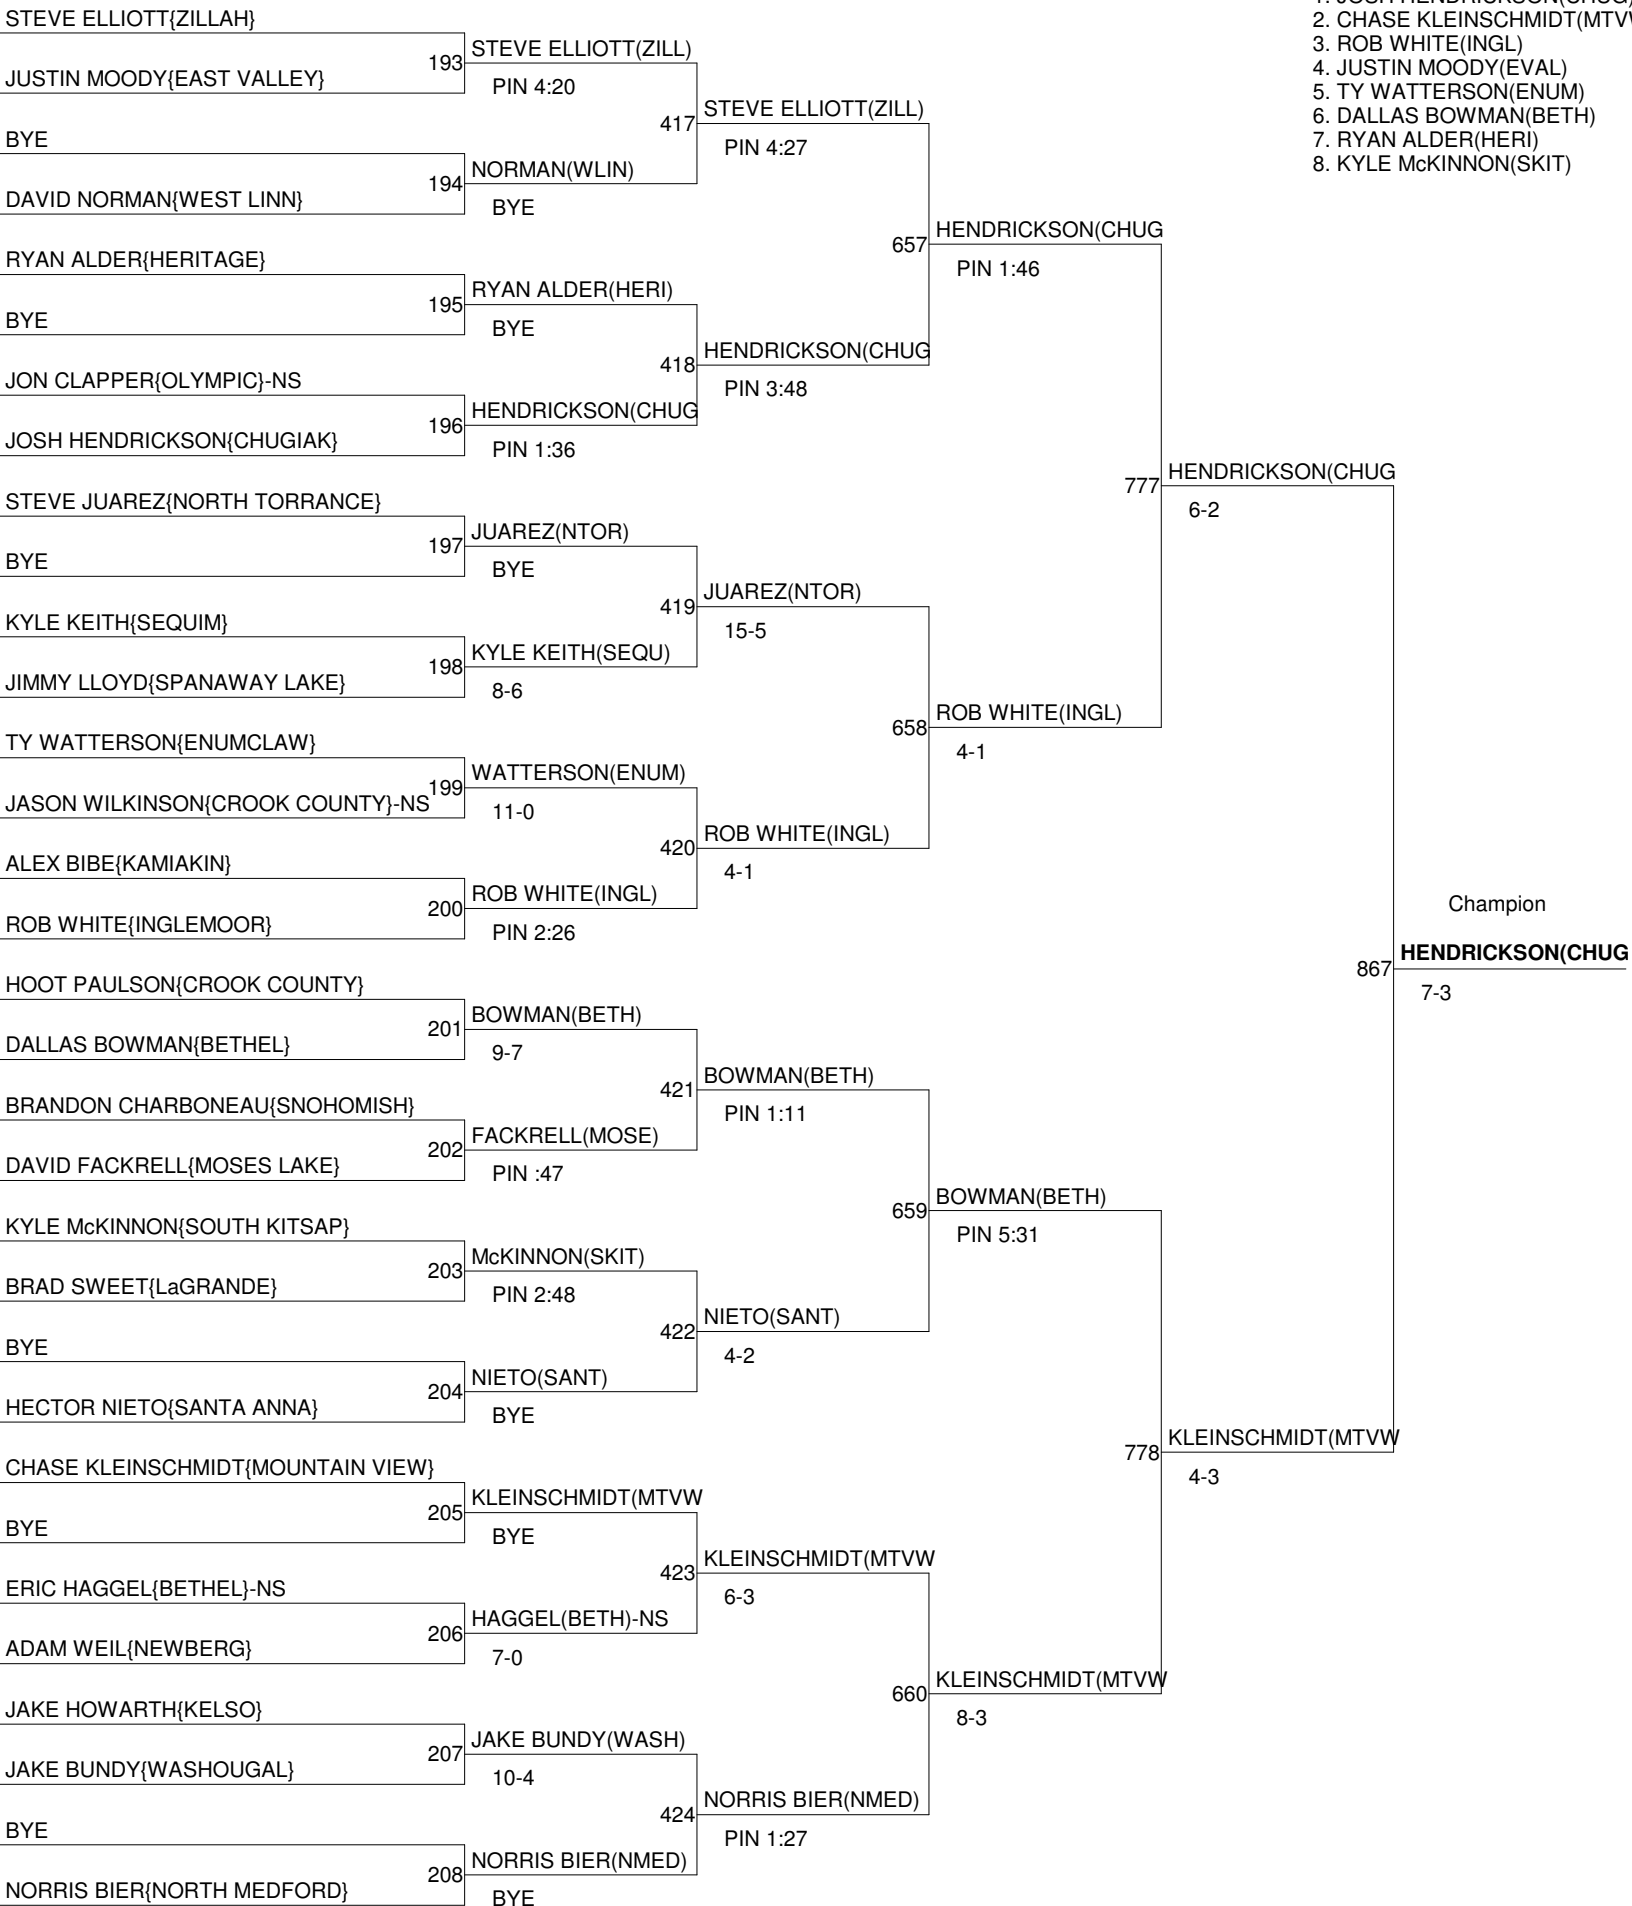 STEVE ELLIOTT{ZILLAH}
193
JUSTIN MOODY{EAST VALLEY}
BYE
194
DAVID NORMAN{WEST LINN}
RYAN ALDER{HERITAGE}
195
BYE
JON CLAPPER{OLYMPIC}-NS
196
JOSH HENDRICKSON{CHUGIAK}
STEVE JUAREZ{NORTH TORRANCE}
197
BYE
KYLE KEITH{SEQUIM}
198
JIMMY LLOYD{SPANAWAY LAKE}
TY WATTERSON{ENUMCLAW}
199
JASON WILKINSON{CROOK COUNTY}-NS
ALEX BIBE{KAMIAKIN}
200
ROB WHITE{INGLEMOOR}
HOOT PAULSON{CROOK COUNTY}
201
DALLAS BOWMAN{BETHEL}
BRANDON CHARBONEAU{SNOHOMISH}
202
DAVID FACKRELL{MOSES LAKE}
KYLE McKINNON{SOUTH KITSAP}
203
BRAD SWEET{LaGRANDE}
BYE
204
HECTOR NIETO{SANTA ANNA}
CHASE KLEINSCHMIDT{MOUNTAIN VIEW}
205
BYE
ERIC HAGGEL{BETHEL}-NS
206
ADAM WEIL{NEWBERG}
JAKE HOWARTH{KELSO}
207
JAKE BUNDY{WASHOUGAL}
BYE
208
NORRIS BIER{NORTH MEDFORD}
STEVE ELLIOTT(ZILL)
PIN 4:20
417
NORMAN(WLIN)
BYE
RYAN ALDER(HERI)
BYE
418
HENDRICKSON(CHUG
PIN 1:36
JUAREZ(NTOR)
BYE
419
KYLE KEITH(SEQU)
8-6
WATTERSON(ENUM)
11-0
420
ROB WHITE(INGL)
PIN 2:26
BOWMAN(BETH)
9-7
421
FACKRELL(MOSE)
PIN :47
McKINNON(SKIT)
PIN 2:48
422
NIETO(SANT)
BYE
KLEINSCHMIDT(MTVW
BYE
423
HAGGEL(BETH)-NS
7-0
JAKE BUNDY(WASH)
10-4
424
NORRIS BIER(NMED)
BYE
STEVE ELLIOTT(ZILL)
PIN 4:27
657
HENDRICKSON(CHUG
PIN 3:48
JUAREZ(NTOR)
15-5
658
ROB WHITE(INGL)
4-1
BOWMAN(BETH)
PIN 1:11
659
NIETO(SANT)
4-2
KLEINSCHMIDT(MTVW
6-3
660
NORRIS BIER(NMED)
PIN 1:27
HENDRICKSON(CHUG
PIN 1:46
777
ROB WHITE(INGL)
4-1
BOWMAN(BETH)
PIN 5:31
778
KLEINSCHMIDT(MTVW
8-3
HENDRICKSON(CHUG
6-2
867
KLEINSCHMIDT(MTVW
4-3
Champion
HENDRICKSON(CHUG
7-3
2. CHASE KLEINSCHMIDT(MTV
3. ROB WHITE(INGL)
4. JUSTIN MOODY(EVAL)
5. TY WATTERSON(ENUM)
6. DALLAS BOWMAN(BETH)
7. RYAN ALDER(HERI)
8. KYLE McKINNON(SKIT)